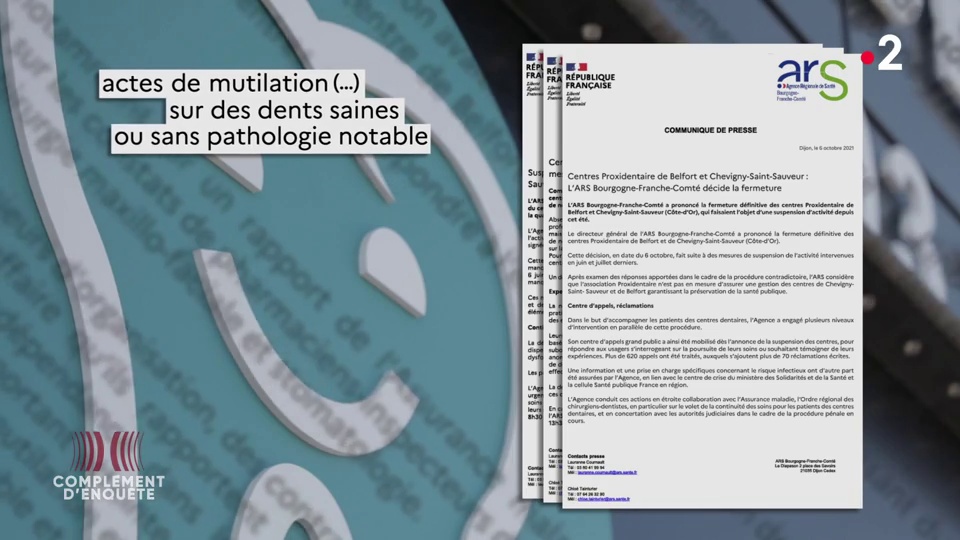 actes de mutilation (...)
sur des dents saines
ou sans pathologie notable
2
RÉPUBLIQUE
FRANÇAISE
Liberté
Égalité
Fraternité
ars
Agence Régionale de Santé
Bourgogne-
Franche-Comté
COMMUNIQUE DE PRESSE
Dijon, le 6 octobre 2021
Centres Proxidentaire de Belfort et Chevigny-Saint-Sauveur :
L'ARS Bourgogne-Franche-Comté décide la fermeture
L'ARS Bourgogne-Franche-Comté a prononcé la fermeture définitive des centres Proxidentaire de
Belfort et Chevigny-Saint-Sauveur (Côte-d'Or), qui faisaient l'objet d'une suspension d'activité depuis
cet été.
Le directeur général de l'ARS Bourgogne-Franche-Comté a prononcé la fermeture définitive des
centres Proxidentaire de Belfort et de Chevigny-Saint-Sauveur (Côte-d'Or).
Cette décision, en date du 6 octobre, fait suite à des mesures de suspension de l'activité intervenues
en juin et juillet derniers.
Après examen des réponses apportées dans le cadre de la procédure contradictoire, l'ARS considère
que l'association Proxidentaire n'est pas en mesure d'assurer une gestion des centres de Chevigny-
Saint- Sauveur et de Belfort garantissant la préservation de la santé publique.
Centre d'appels, réclamations
Dans le but d'accompagner les patients des centres dentaires, l'Agence a engagé plusieurs niveaux
d'intervention en parallèle de cette procédure.
Son centre d'appels grand public a ainsi été mobilisé dès l'annonce de la suspension des centres, pour
répondre aux usagers s'interrogeant sur la poursuite de leurs soins ou souhaitant témoigner de leurs
expériences. Plus de 620 appels ont été traités, auxquels s'ajoutent plus de 70 réclamations écrites.
Une information et une prise en charge spécifiques concernant le risque infectieux ont d'autre part
été assurées par l'Agence, en lien avec le centre de crise du ministère des Solidarités et de la Santé et
la cellule Santé publique France en région.
L'Agence conduit ces actions en étroite collaboration avec l'Assurance maladie, l'Ordre régional des
chirurgiens-dentistes, en particulier sur le volet de la continuité des soins pour les patients des centres
dentaires, et en concertation avec les autorités judiciaires dans le cadre de la procédure pénale en
cours.
Contacts presse
ARS Bourgogne-Franche-Comté
Le Diapason 2 place des Savoirs
21035 Dijon Cedex
COMPLÉMENT
D'ENQUÊTE